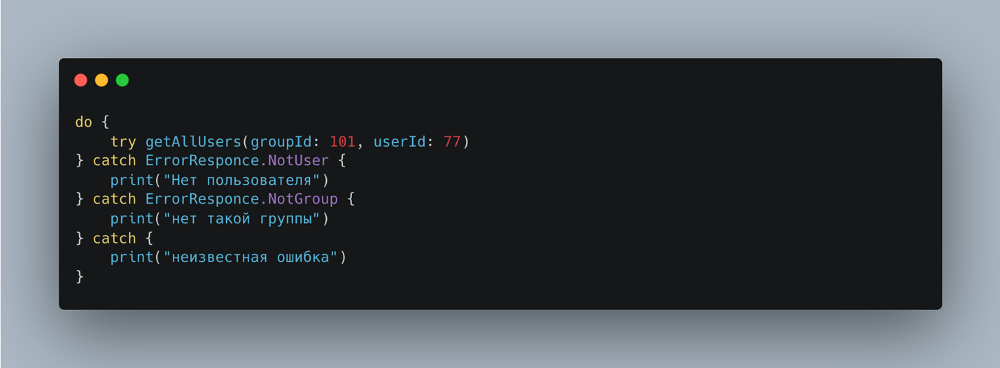 do {
    try getAllUsers(groupId: 101, userId: 77)
} catch ErrorResponce.NotUser {
    print("Нет пользователя")
} catch ErrorResponce.NotGroup {
    print("нет такой группы")
} catch {
    print("неизвестная ошибка")
}